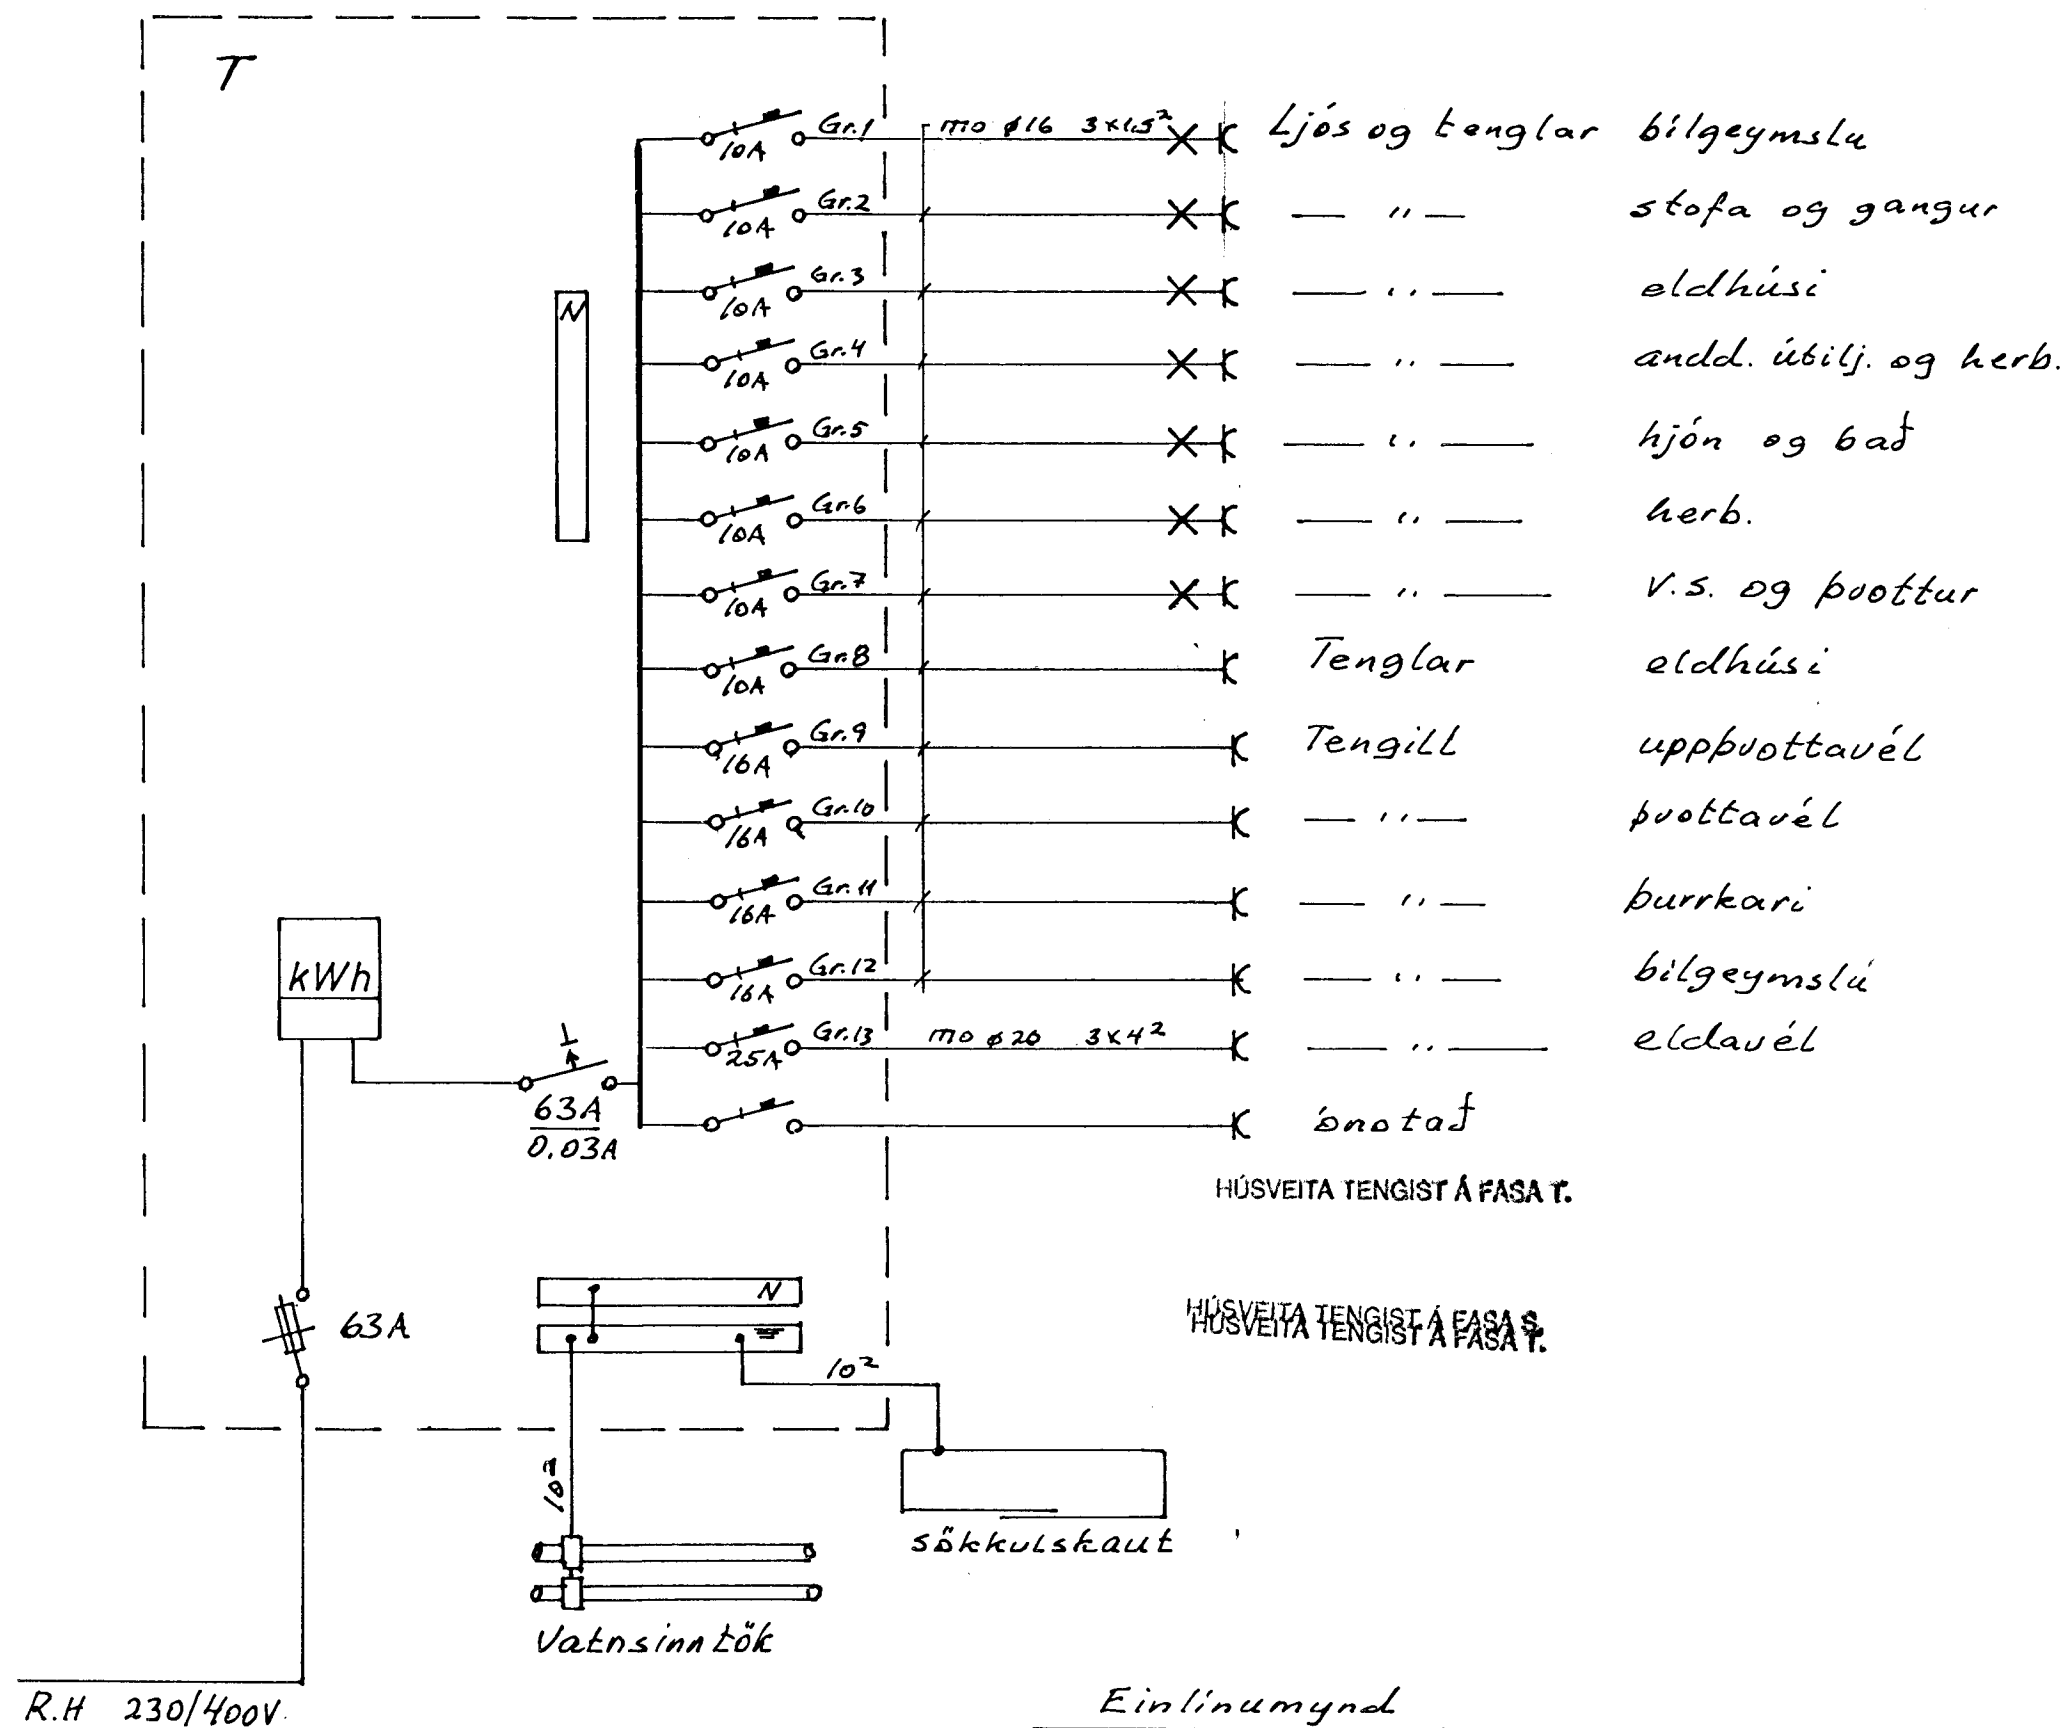 T
Gr.1 mo ø16 3x1.5² Ljós og tenglar bílgeymslu
10A
Gr.2 — " — stofa og gangur
10A
Gr.3 — " — eldhúsi
10A
N
Gr.4 — " — andd. útilj. og herb.
10A
Gr.5 — " — hjón og bað
10A
Gr.6 — " — herb.
10A
Gr.7 — " — v.s. og þvottur
10A
Gr.8 Tenglar eldhúsi
10A
Gr.9 Tengill uppþvottavél
16A
Gr.10 — " — þvottavél
16A
Gr.11 — " — þurrkari
16A
Gr.12 — " — bílgeymslu
16A
kWh
Gr.13 mo ø20 3x4² — " — eldavél
25A
63A
0.03A
ónotað
HÚSVEITA TENGIST Á FASA T.
N
HÚSVEITA TENGIST Á FASA S.
HÚSVEITA TENGIST Á FASA T.
63A
10²
10²
sökkulskaut
Vatnsinntök
R.H 230/400V.
Einlínumynd